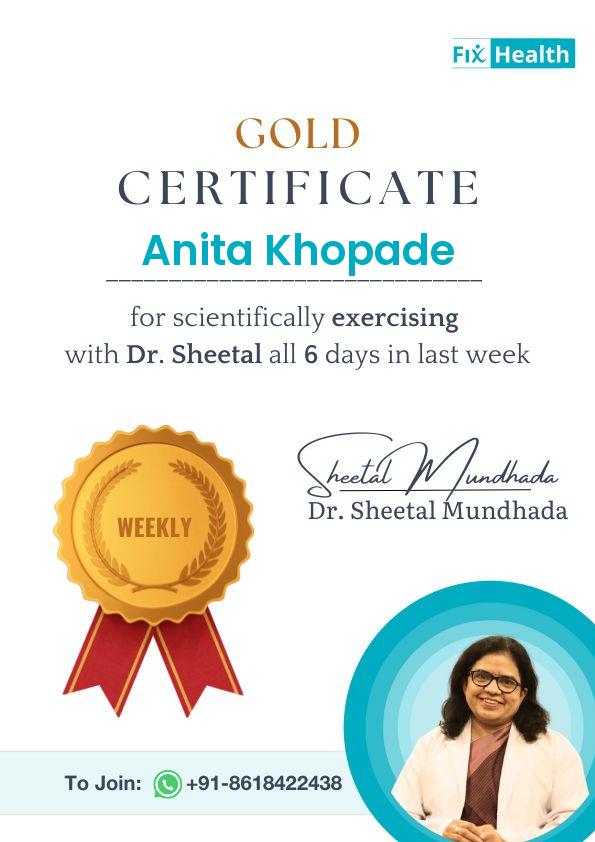 Fix Health
GOLD
CERTIFICATE
Anita Khopade
for scientifically exercising
with Dr. Sheetal all 6 days in last week
WEEKLY
Sheetal Mundhada
Dr. Sheetal Mundhada
To Join: +91-8618422438